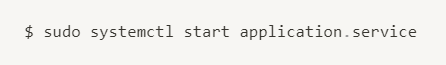 $ sudo systemctl start application.service